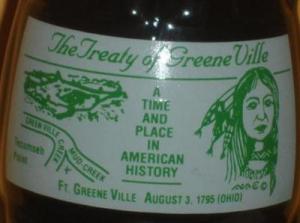 The Treaty of Greene Ville
A
TIME
AND
PLACE
IN
AMERICAN
HISTORY
GREEN VILLE CREEK
MUD CREEK
Tecumseh
Point
X
FT. GREENE VILLE AUGUST 3, 1795 (OHIO)